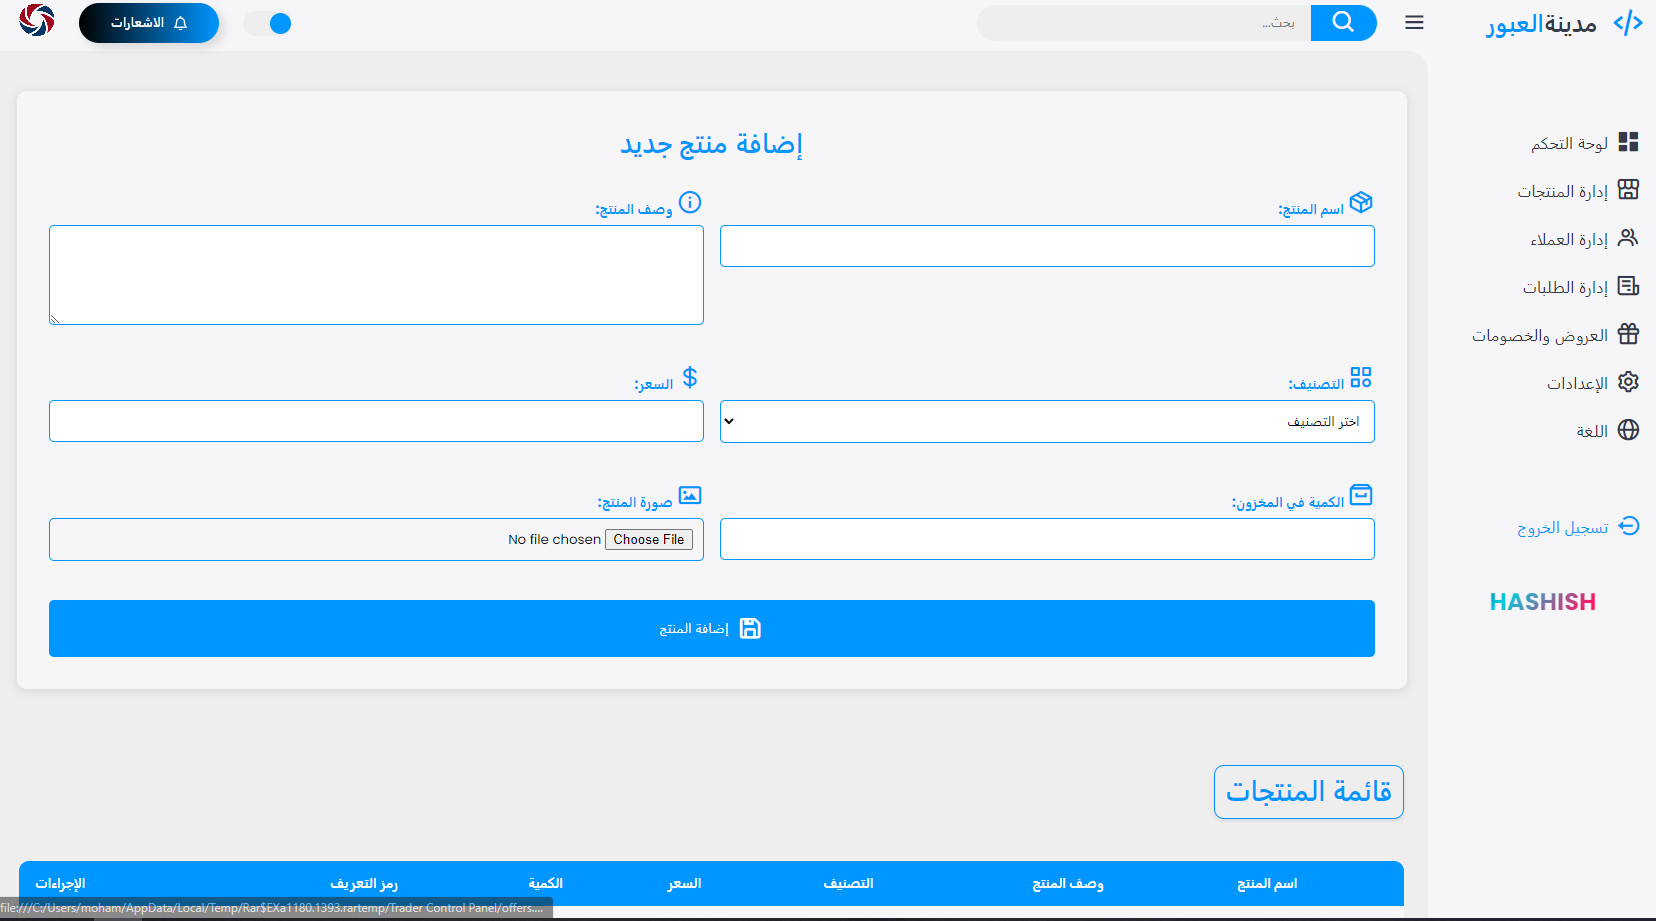 مدينةالعبور
بحث...
الاشعارات
لوحة التحكم
إدارة المنتجات
إدارة العملاء
إدارة الطلبات
العروض والخصومات
الإعدادات
اللغة
تسجيل الخروج
HASHISH
إضافة منتج جديد
اسم المنتج:
وصف المنتج:
التصنيف:
اختر التصنيف
السعر:
الكمية في المخزون:
صورة المنتج:
Choose File No file chosen
إضافة المنتج
قائمة المنتجات
اسم المنتج وصف المنتج التصنيف السعر الكمية رمز التعريف الإجراءات
file:///C:/Users/moham/AppData/Local/Temp/Rar$EXa1180.1393.rartemp/Trader Control Panel/offers....